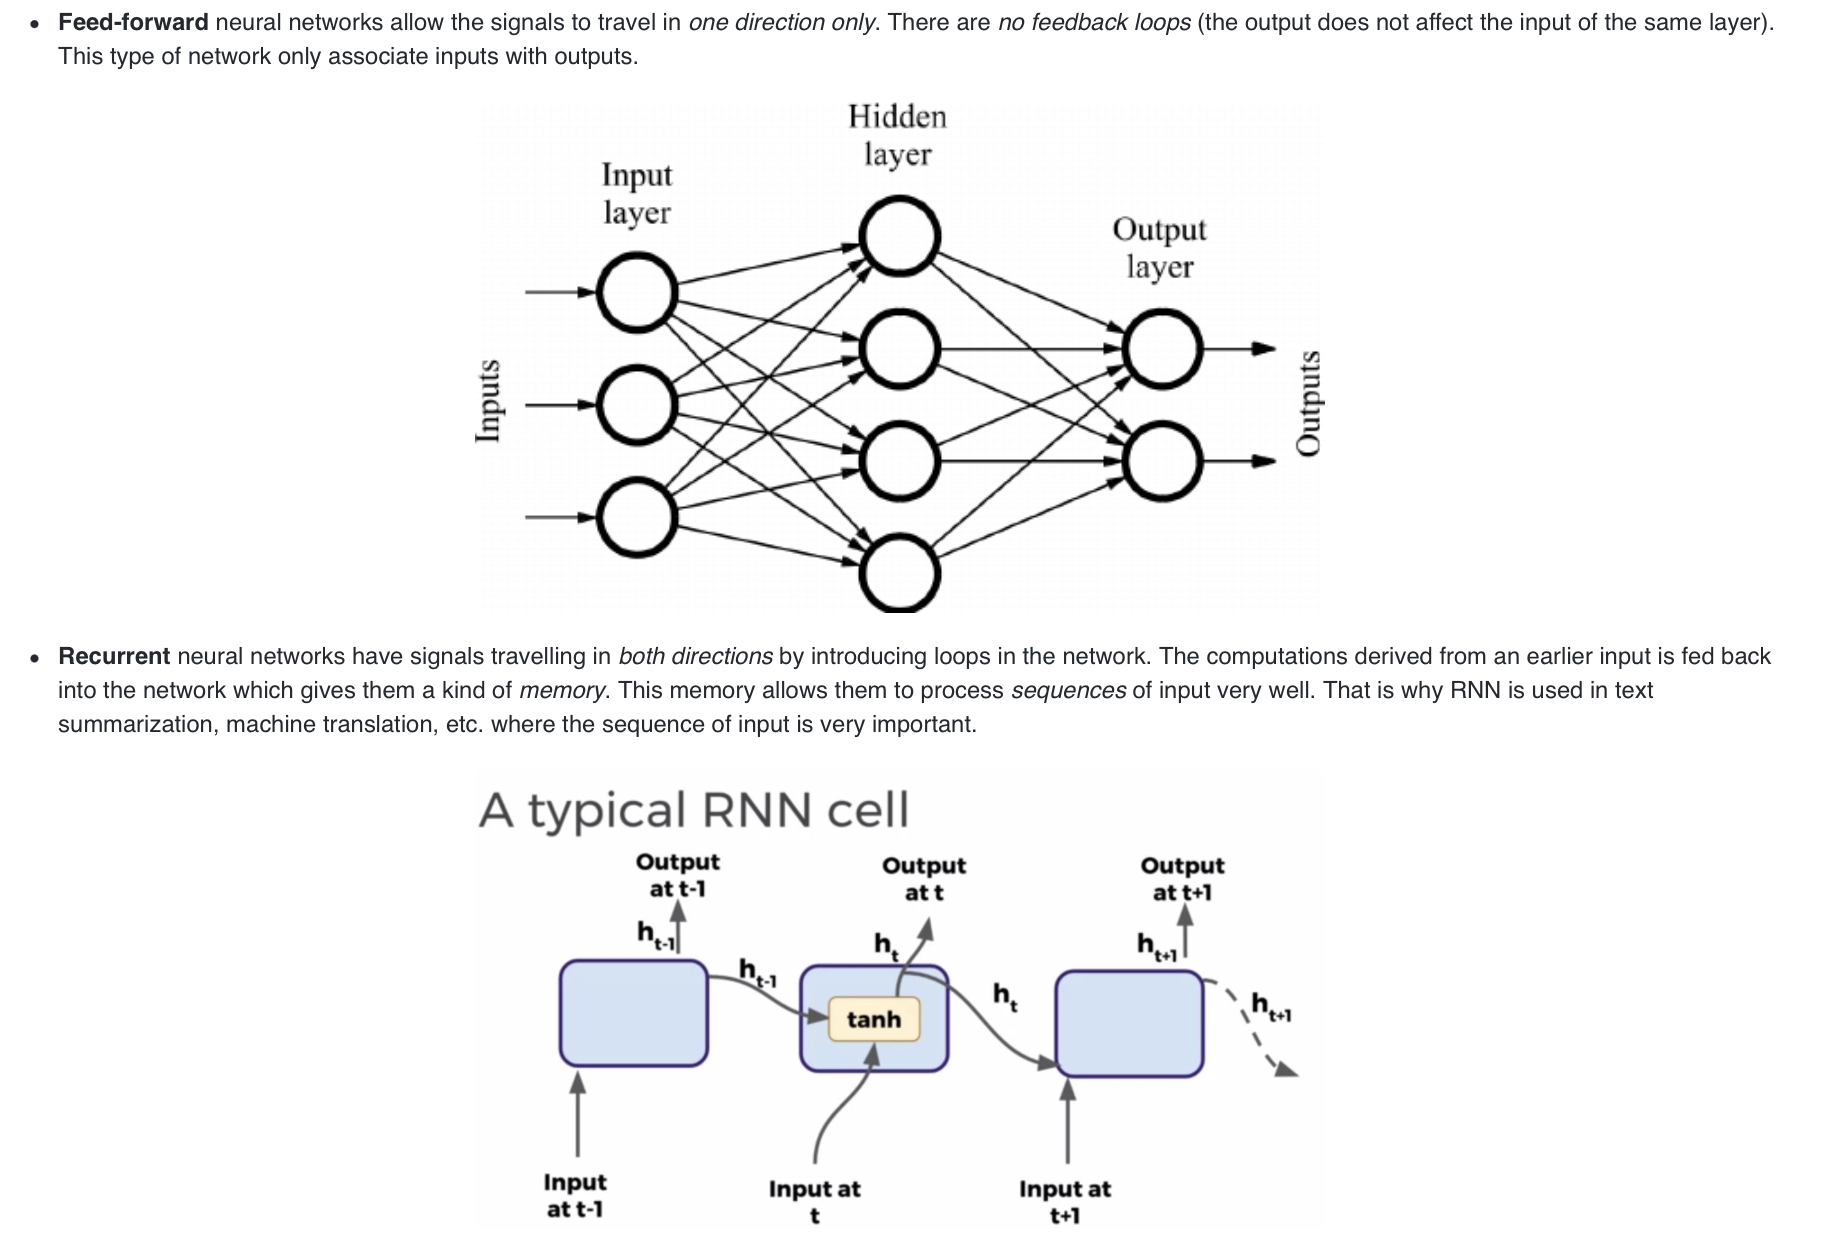 • Feed-forward neural networks allow the signals to travel in one direction only. There are no feedback loops (the output does not affect the input of the same layer).
This type of network only associate inputs with outputs.
Hidden
layer
Input
layer
Output
layer
Inputs
Outputs
• Recurrent neural networks have signals travelling in both directions by introducing loops in the network. The computations derived from an earlier input is fed back
into the network which gives them a kind of memory. This memory allows them to process sequences of input very well. That is why RNN is used in text
summarization, machine translation, etc. where the sequence of input is very important.
A typical RNN cell
Output
at t-1
Output
at t
Output
at t+1
h_t-1
h_t
h_t+1
h_t-1
h_t
h_t+1
tanh
Input
at t-1
Input at
t
Input at
t+1